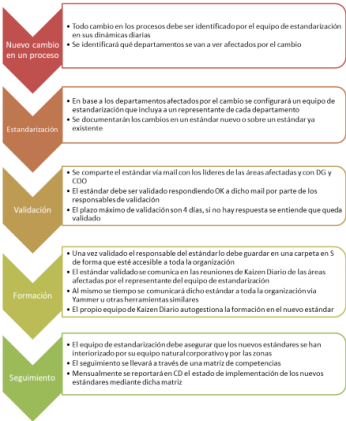 Nuevo cambio
en un proceso
• Todo cambio en los procesos debe ser identificado por el equipo de estandarización
en sus dinámicas diarias
• Se identificará qué departamentos se van a ver afectados por el cambio
Estandarización
• En base a los departamentos afectados por el cambio se configurará un equipo de
estandarización que incluya a un representante de cada departamento
• Se documentarán los cambios en un estándar nuevo o sobre un estándar ya
existente
Validación
• Se comparte el estándar vía mail con los líderes de las áreas afectadas y con DG y
COO
• El estándar debe ser validado respondiendo OK a dicho mail por parte de los
responsables de validación
• El plazo máximo de validación son 4 días, si no hay respuesta se entiende que queda
validado
Formación
• Una vez validado el responsable del estándar lo debe guardar en una carpeta en S
de forma que esté accesible a toda la organización
• El estándar validado se comunica en las reuniones de Kaizen Diario de las áreas
afectadas por el representante del equipo de estandarización
• Al mismo se tiempo se comunicará dicho estándar a toda la organización vía
Yammer u otras herramientas similares
• El propio equipo de Kaizen Diario autogestiona la formación en el nuevo estándar
Seguimiento
• El equipo de estandarización debe asegurar que los nuevos estándares se han
interiorizado por su equipo natural corporativo y por las zonas
• El seguimiento se llevará a través de una matriz de competencias
• Mensualmente se reportará en CD el estado de implementación de los nuevos
estándares mediante dicha matriz